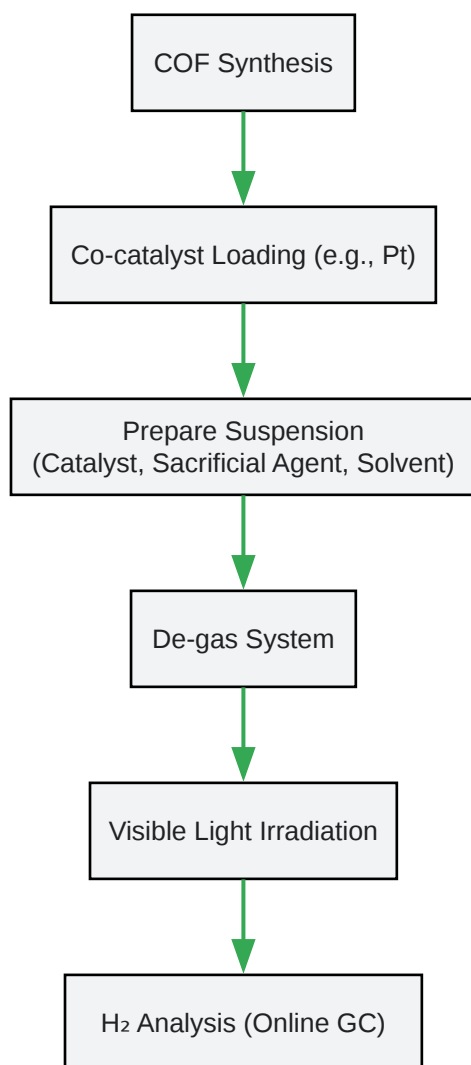 COF Synthesis
Co-catalyst Loading (e.g., Pt)
Prepare Suspension
(Catalyst, Sacrificial Agent, Solvent)
De-gas System
Visible Light Irradiation
H₂ Analysis (Online GC)